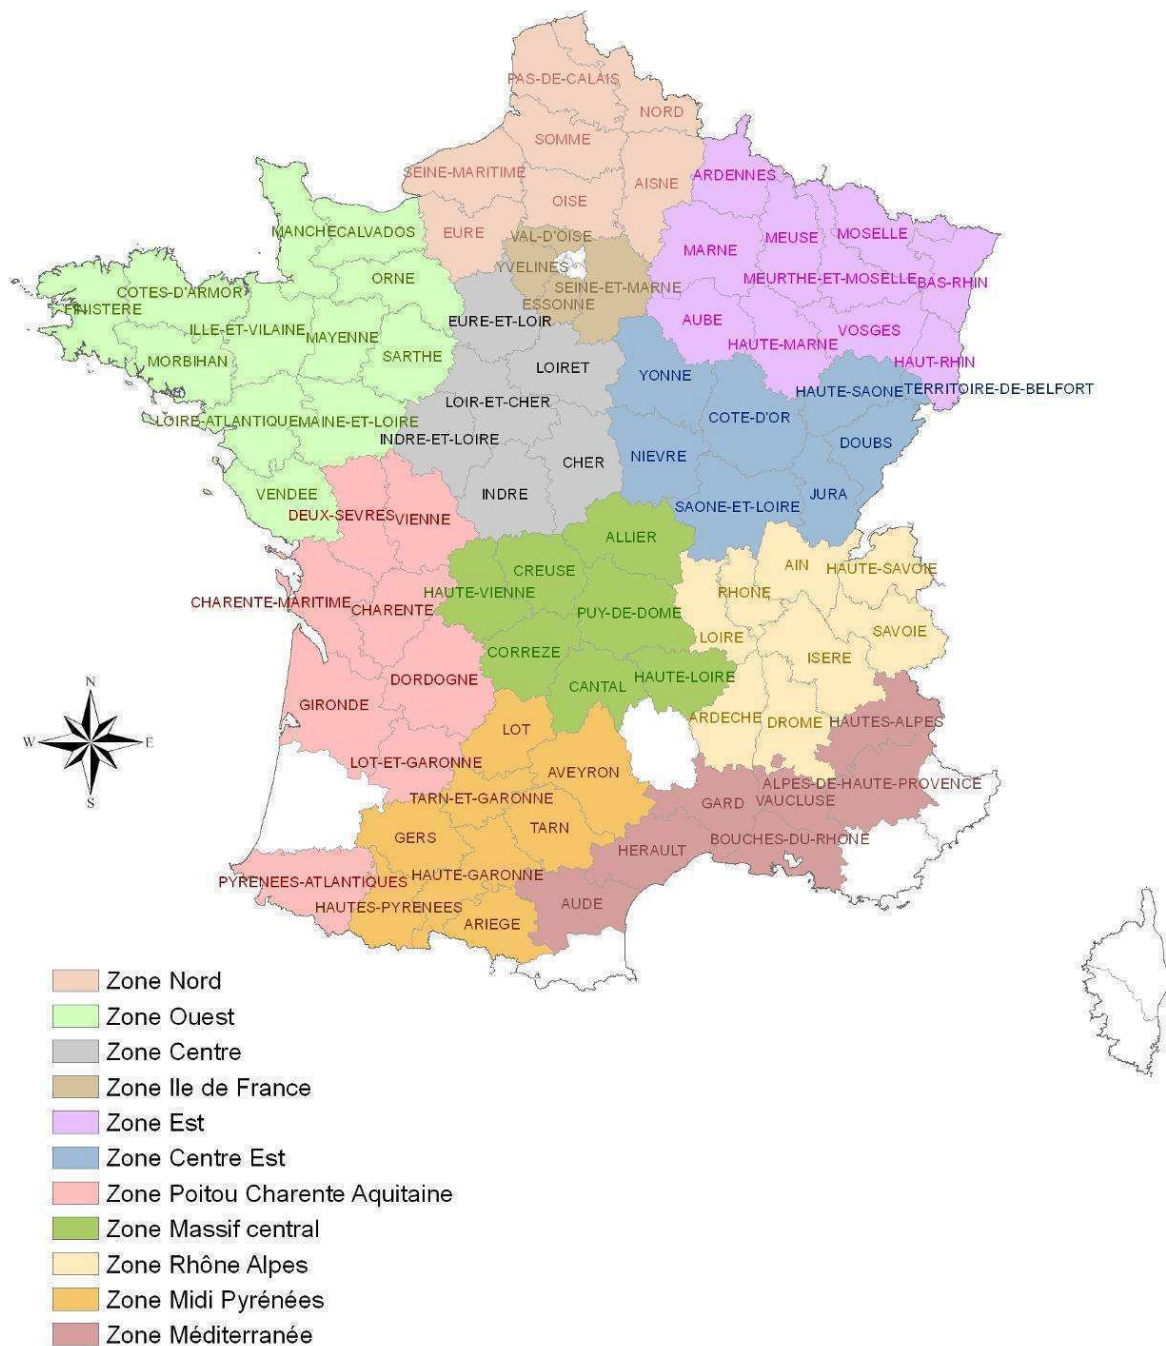 PAS-DE-CALAIS
NORD
SOMME
SEINE-MARITIME
AISNE
ARDENNES
OISE
EURE
VAL-D'OISE
MANCHE
CALVADOS
MARNE
MEUSE
MOSELLE
YVELINES
ORNE
SEINE-ET-MARNE
MEURTHE-ET-MOSELLE
BAS-RHIN
COTES-D'ARMOR
FINISTERE
ESSONNE
EURE-ET-LOIR
ILLE-ET-VILAINE
MAYENNE
AUBE
VOSGES
HAUTE-MARNE
SARTHE
MORBIHAN
HAUT-RHIN
LOIRET
YONNE
HAUTE-SAONE
TERRITOIRE-DE-BELFORT
LOIR-ET-CHER
COTE-D'OR
LOIRE-ATLANTIQUE
MAINE-ET-LOIRE
INDRE-ET-LOIRE
DOUBS
NIEVRE
CHER
VENDEE
INDRE
JURA
SAONE-ET-LOIRE
DEUX-SEVRES
VIENNE
ALLIER
AIN
HAUTE-SAVOIE
CREUSE
HAUTE-VIENNE
RHONE
CHARENTE-MARITIME
CHARENTE
PUY-DE-DOME
LOIRE
SAVOIE
CORREZE
ISERE
DORDOGNE
HAUTE-LOIRE
CANTAL
GIRONDE
ARDECHE
DROME
HAUTES-ALPES
LOT
LOT-ET-GARONNE
AVEYRON
ALPES-DE-HAUTE-PROVENCE
TARN-ET-GARONNE
GARD
VAUCLUSE
TARN
GERS
BOUCHES-DU-RHONE
HERAULT
HAUTE-GARONNE
PYRENEES-ATLANTIQUES
HAUTES-PYRENEES
AUDE
ARIEGE
N
W
E
S
Zone Nord
Zone Ouest
Zone Centre
Zone Ile de France
Zone Est
Zone Centre Est
Zone Poitou Charente Aquitaine
Zone Massif central
Zone Rhône Alpes
Zone Midi Pyrénées
Zone Méditerranée